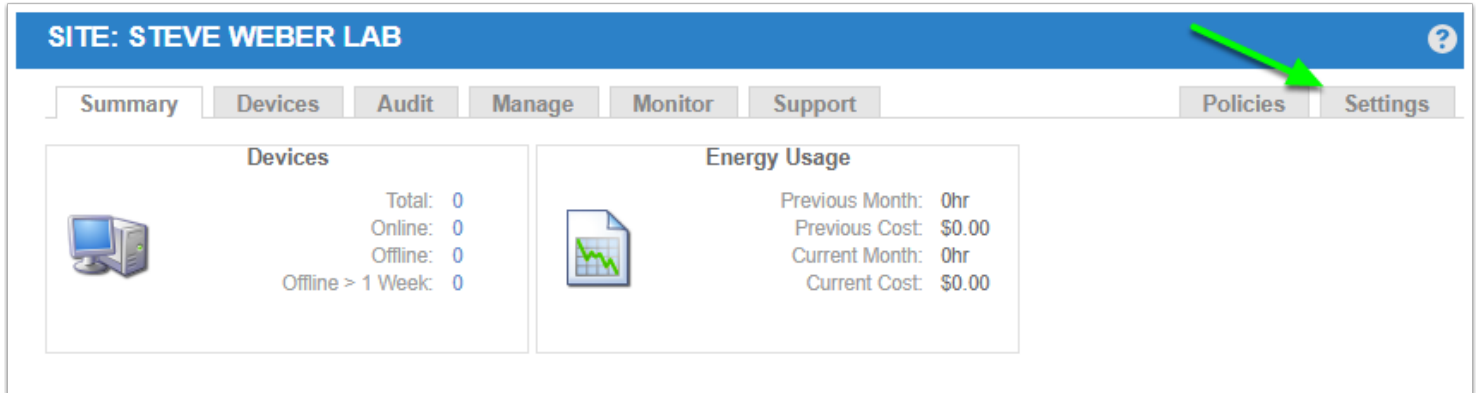 SITE: STEVE WEBER LAB
?
Summary Devices Audit Manage Monitor Support Policies Settings
Devices
Total: 0
Online: 0
Offline: 0
Offline > 1 Week: 0
Energy Usage
Previous Month: 0hr
Previous Cost: $0.00
Current Month: 0hr
Current Cost: $0.00